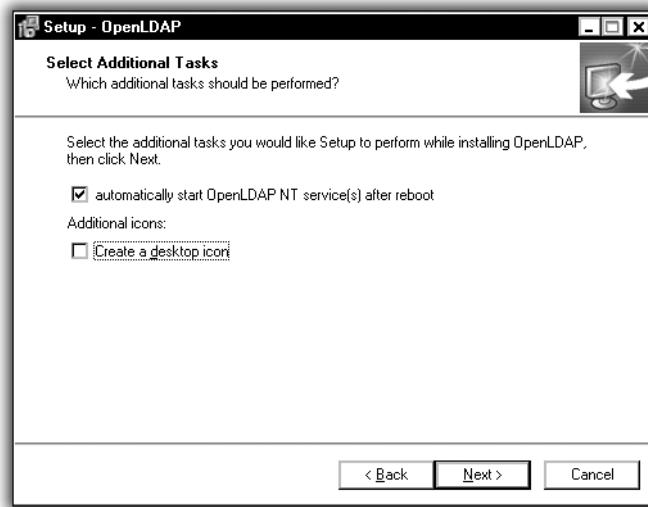 Setup - OpenLDAP
Select Additional Tasks
Which additional tasks should be performed?
Select the additional tasks you would like Setup to perform while installing OpenLDAP,
then click Next.
automatically start OpenLDAP NT service(s) after reboot
Additional icons:
Create a desktop icon
< Back Next > Cancel